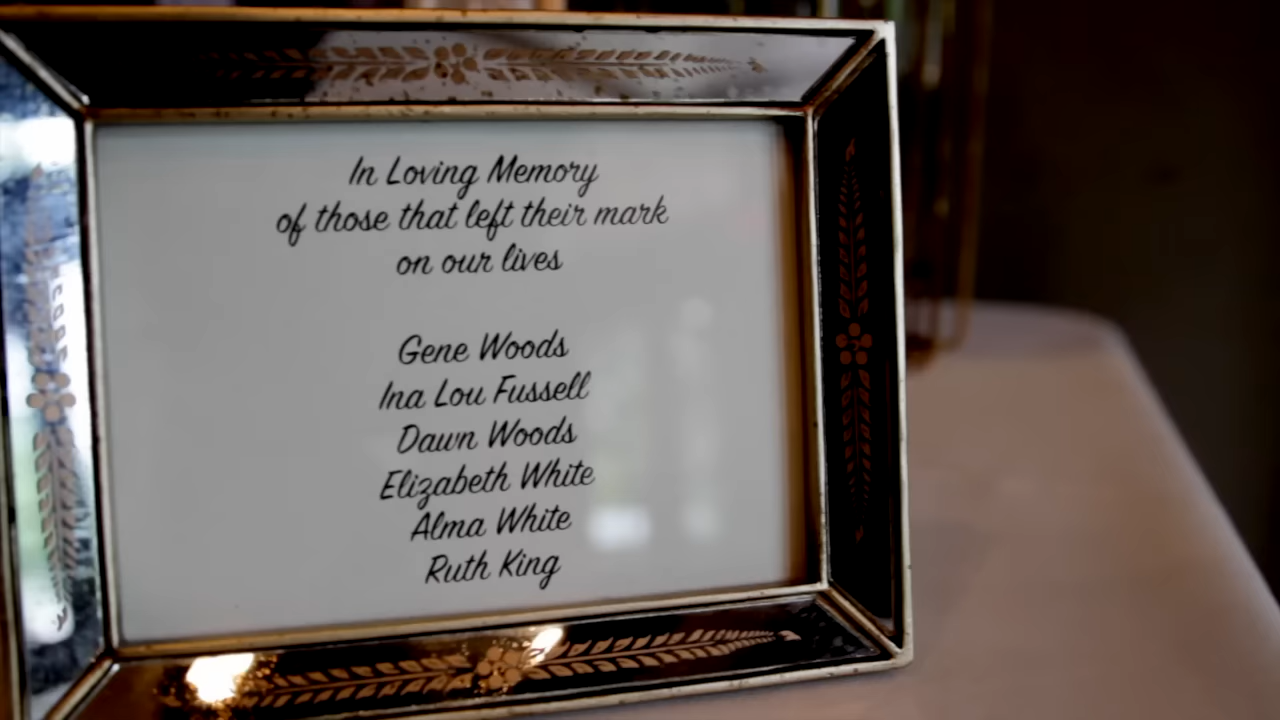 In Loving Memory
of those that left their mark
on our lives
Gene Woods
Ina Lou Fussell
Dawn Woods
Elizabeth White
Alma White
Ruth King